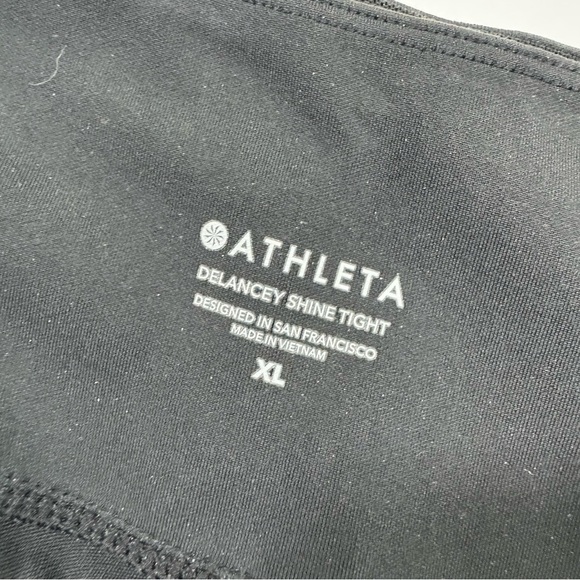 ATHLETA
DELANCEY SHINE TIGHT
DESIGNED IN SAN FRANCISCO
MADE IN VIETNAM
XL